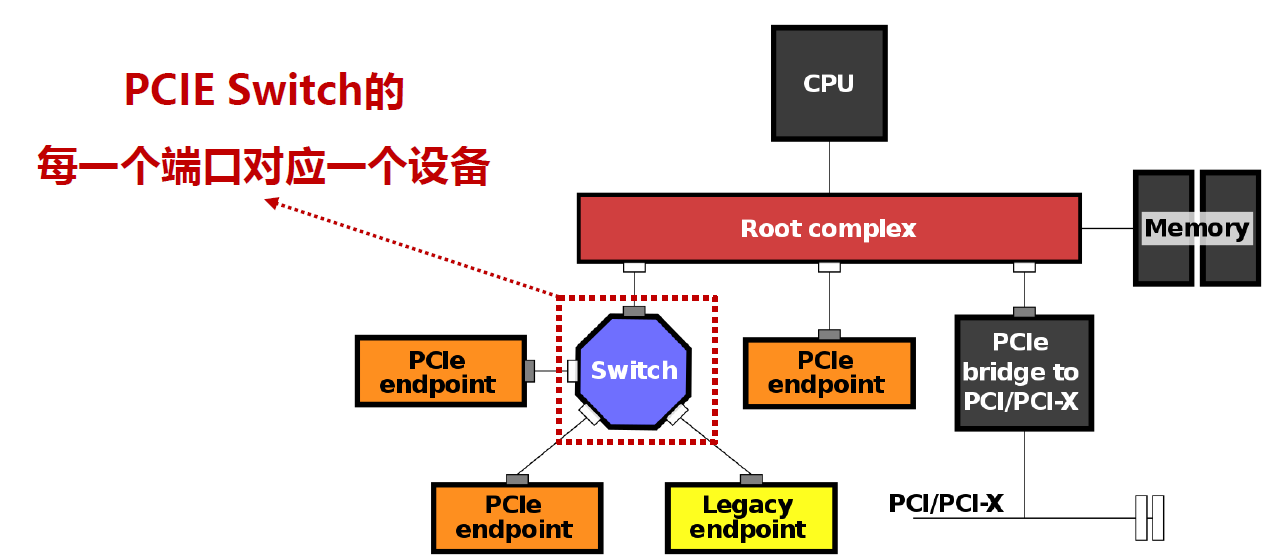 PCIE Switch的
每一个端口对应一个设备
CPU
Root complex
Memory
PCIe
endpoint
Switch
PCIe
endpoint
PCIe
bridge to
PCI/PCI-X
PCIe
endpoint
Legacy
endpoint
PCI/PCI-X